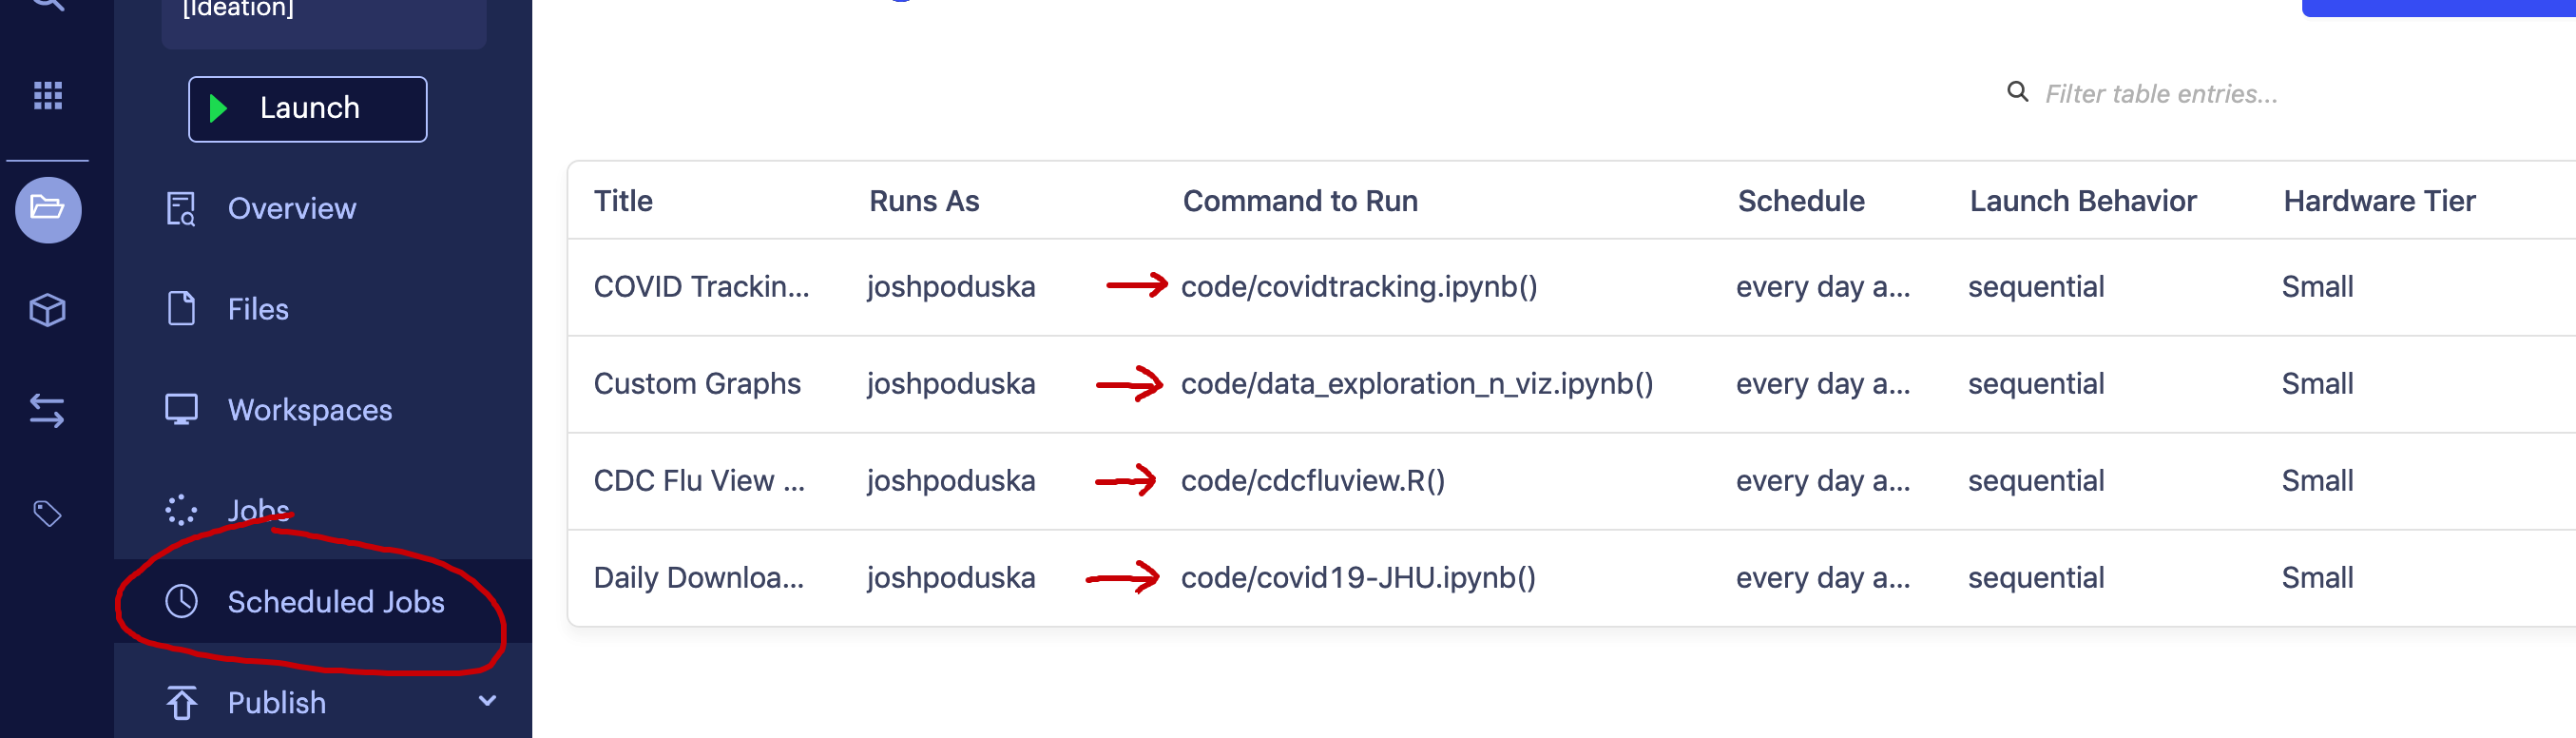 [Ideation]
Launch
Overview
Files
Workspaces
Jobs
Scheduled Jobs
Publish
Filter table entries...
Title Runs As Command to Run Schedule Launch Behavior Hardware Tier
COVID Trackin... joshpoduska code/covidtracking.ipynb() every day a... sequential Small
Custom Graphs joshpoduska code/data_exploration_n_viz.ipynb() every day a... sequential Small
CDC Flu View ... joshpoduska code/cdcfluview.R() every day a... sequential Small
Daily Downloa... joshpoduska code/covid19-JHU.ipynb() every day a... sequential Small